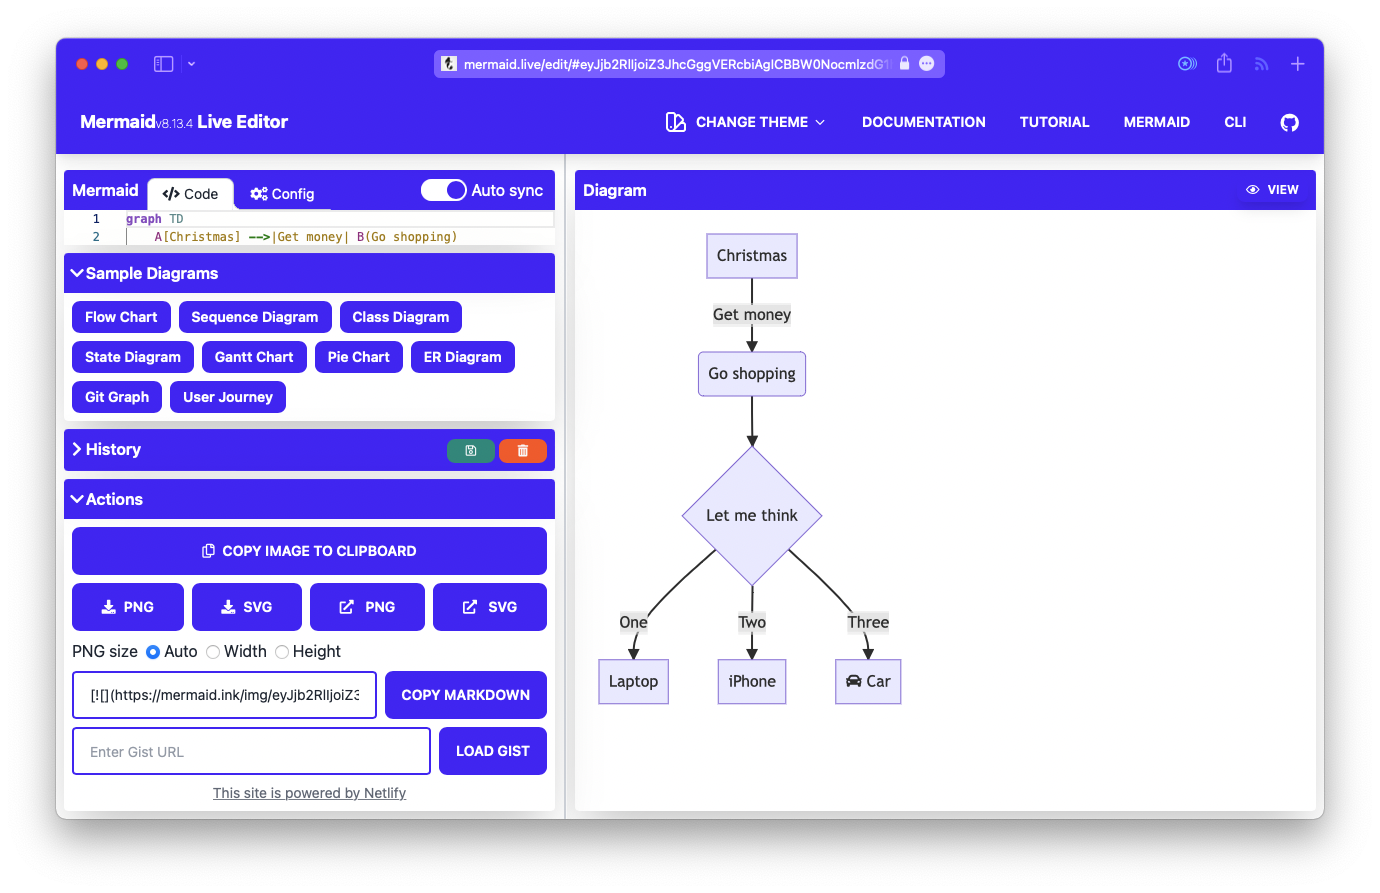 mermaid.live/edit/#eyJjb2RlIjoiZ3JhcGggVERcbiAgICBBW0NocmlzdG1
Mermaidv8.13.4 Live Editor
CHANGE THEME
DOCUMENTATION
TUTORIAL
MERMAID
CLI
Mermaid
</> Code
Config
Auto sync
1 graph TD
2 A[Christmas] -->|Get money| B(Go shopping)
Sample Diagrams
Flow Chart
Sequence Diagram
Class Diagram
State Diagram
Gantt Chart
Pie Chart
ER Diagram
Git Graph
User Journey
History
Actions
COPY IMAGE TO CLIPBOARD
PNG
SVG
PNG
SVG
PNG size
Auto
Width
Height
[![](https://mermaid.ink/img/eyJjb2RlIjoiZ3
COPY MARKDOWN
Enter Gist URL
LOAD GIST
This site is powered by Netlify
Diagram
VIEW
Christmas
Get money
Go shopping
Let me think
One
Two
Three
Laptop
iPhone
Car